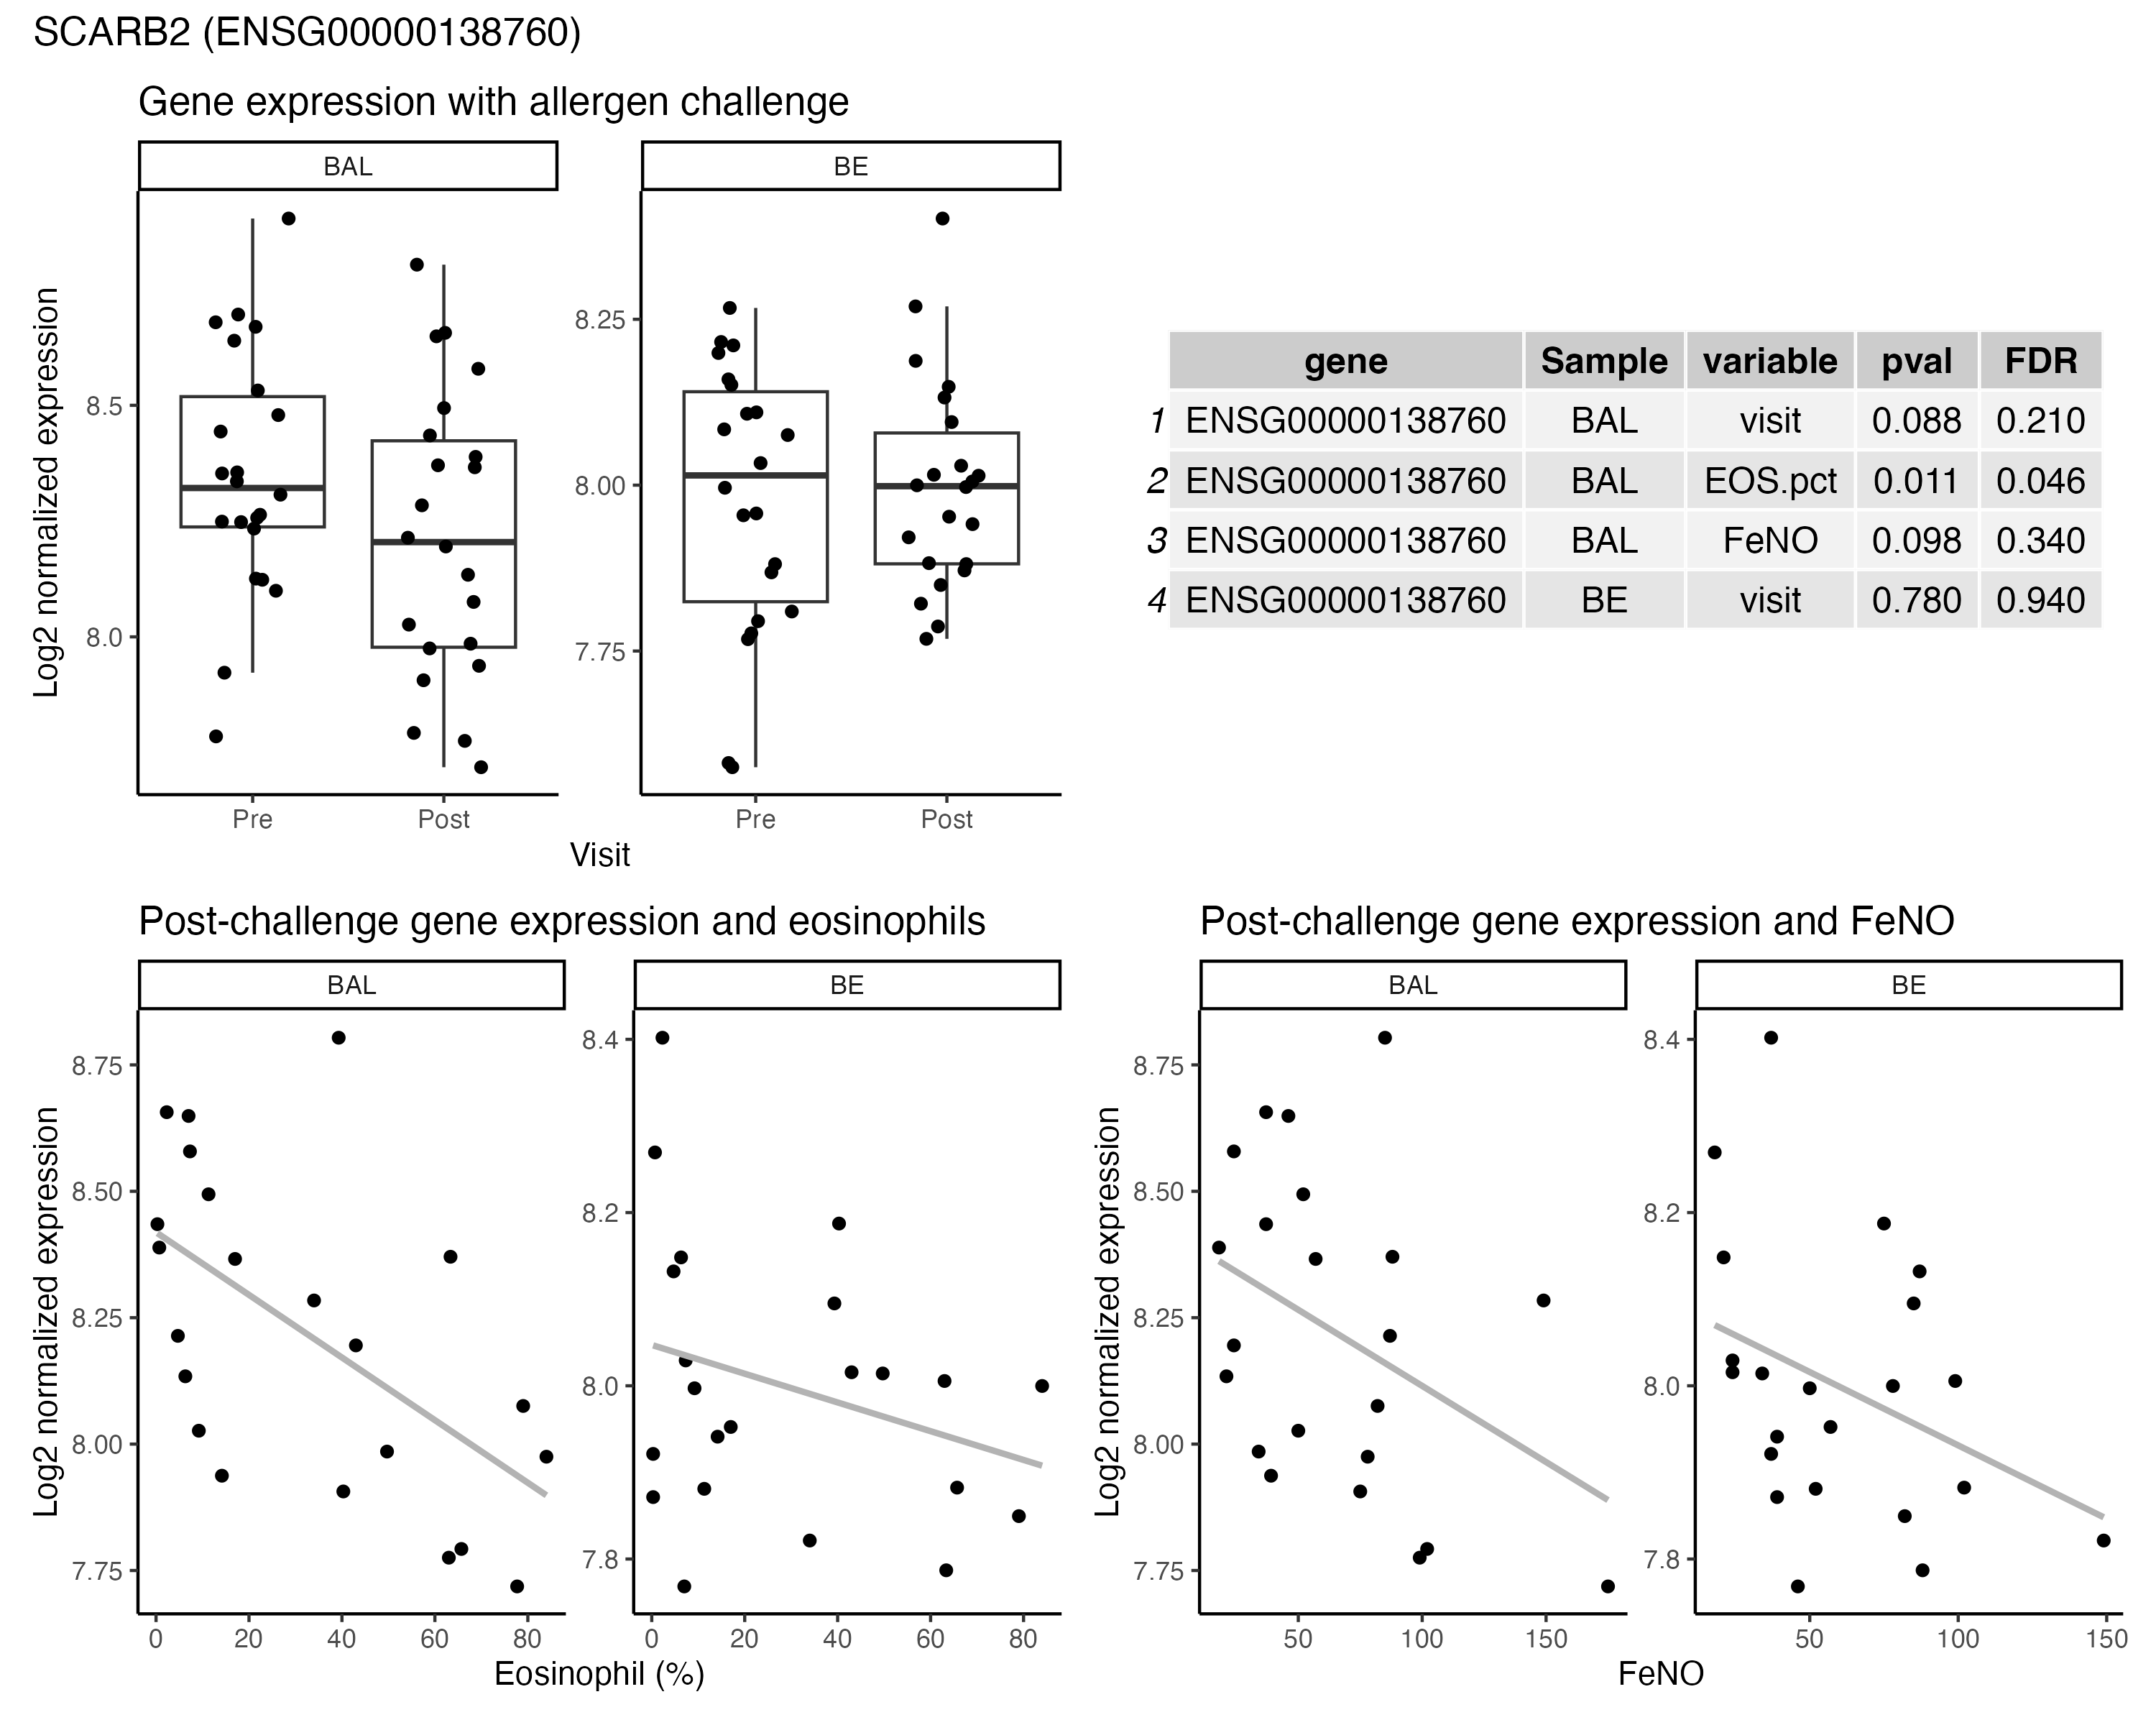 SCARB2 (ENSG00000138760)
Gene expression with allergen challenge
BAL
BE
Log2 normalized expression
8.5
8.0
8.25
8.00
7.75
Pre
Post
Pre
Post
Visit
gene Sample variable pval FDR
1 ENSG00000138760 BAL visit 0.088 0.210
2 ENSG00000138760 BAL EOS.pct 0.011 0.046
3 ENSG00000138760 BAL FeNO 0.098 0.340
4 ENSG00000138760 BE visit 0.780 0.940
Post-challenge gene expression and eosinophils
BAL
BE
Log2 normalized expression
8.75
8.50
8.25
8.00
7.75
8.4
8.2
8.0
7.8
0 20 40 60 80
0 20 40 60 80
Eosinophil (%)
Post-challenge gene expression and FeNO
BAL
BE
Log2 normalized expression
8.75
8.50
8.25
8.00
7.75
8.4
8.2
8.0
7.8
50 100 150
50 100 150
FeNO